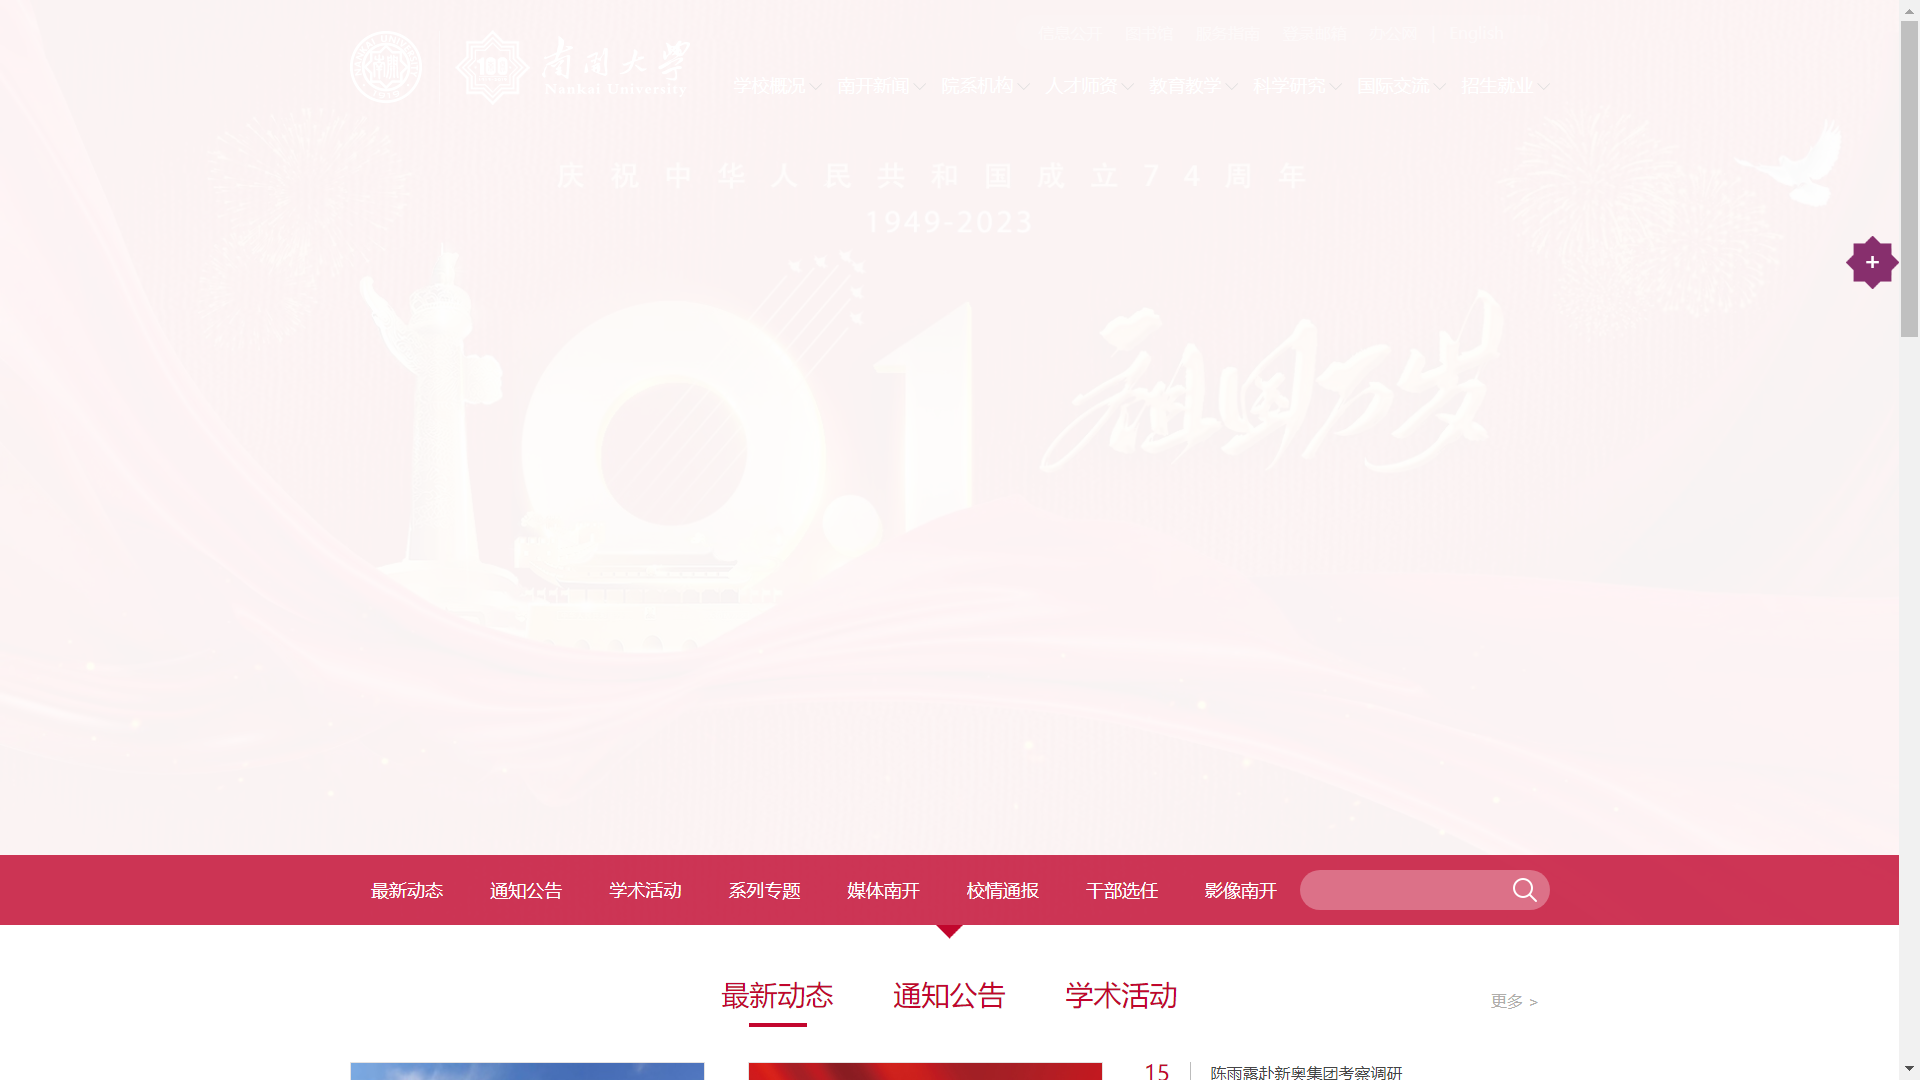 信息公开 图书馆 服务指南 电子邮箱 办公网 | English
100 南开大学
Nankai University
学校概况 南开新闻 院系机构 人才师资 教育教学 科学研究 国际交流 招生就业
庆祝中华人民共和国成立74周年
1949-2023
10.1 祖国万岁
+
最新动态 通知公告 学术活动 系列专题 媒体南开 校情通报 干部选任 影像南开
最新动态 通知公告 学术活动 更多 >
15 陈雨露赴新奥集团考察调研